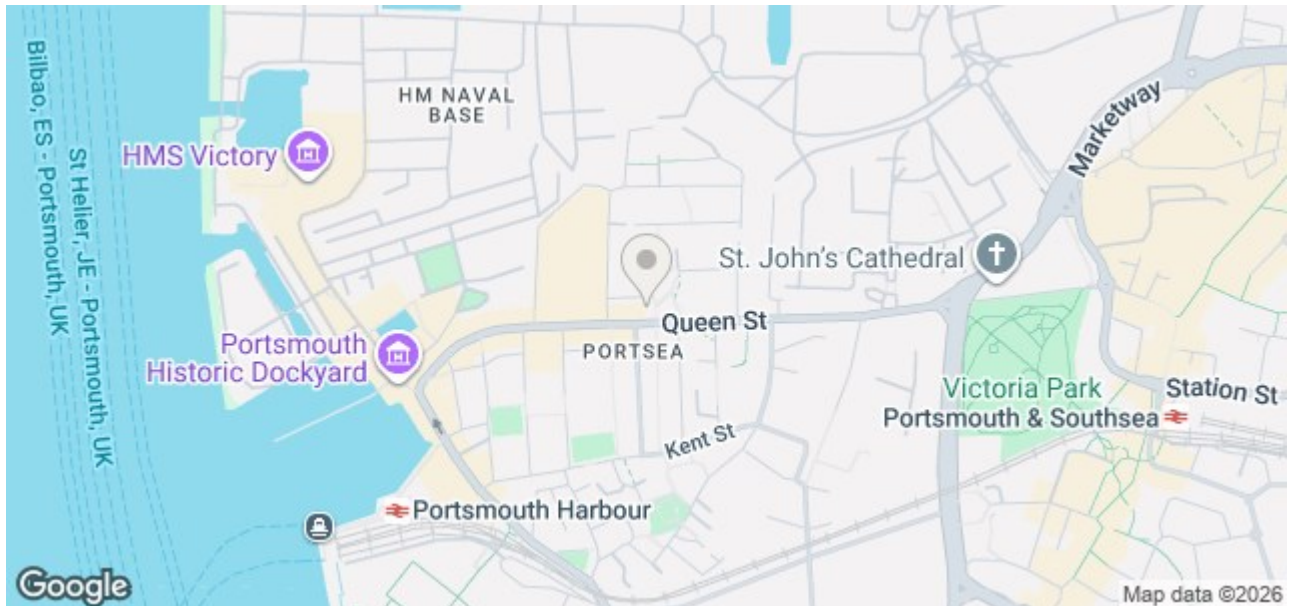 Bilbao, ES - Portsmouth, UK
St Helier, JE - Portsmouth, UK
HM NAVAL
BASE
HMS Victory
Marketway
St. John's Cathedral
Queen St
PORTSEA
Portsmouth
Historic Dockyard
Victoria Park
Station St
Portsmouth & Southsea
Kent St
Portsmouth Harbour
Google
Map data ©2026